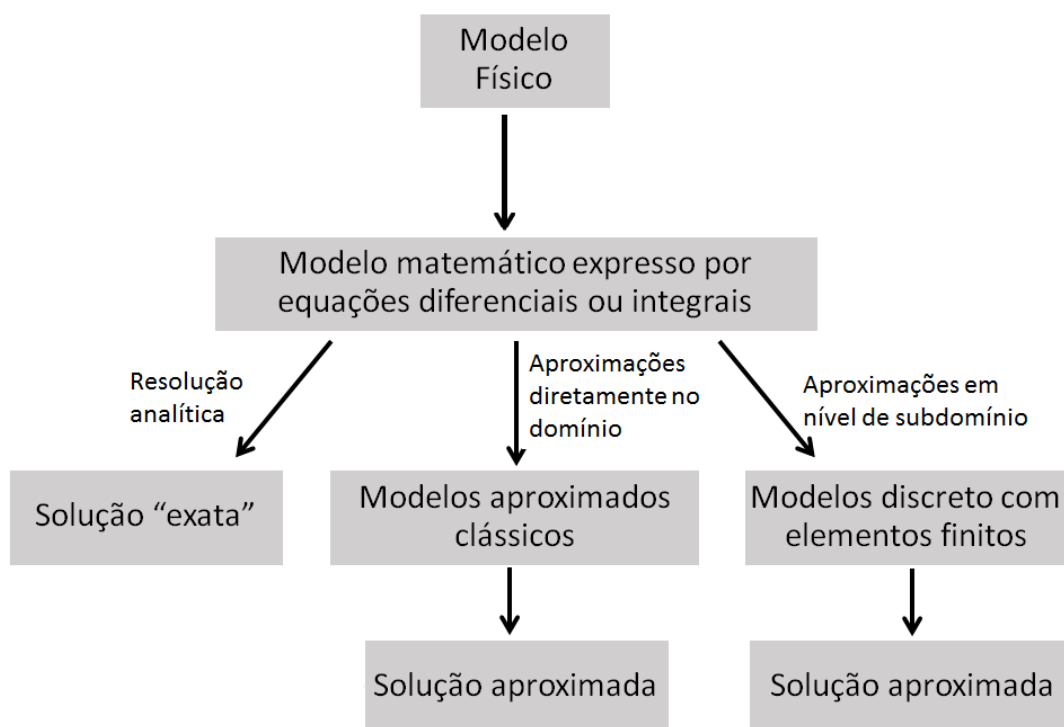 Modelo
Físico
Modelo matemático expresso por
equações diferenciais ou integrais
Resolução
analítica
Aproximações
diretamente no
domínio
Aproximações em
nível de subdomínio
Solução “exata”
Modelos aproximados
clássicos
Modelos discreto com
elementos finitos
Solução aproximada
Solução aproximada